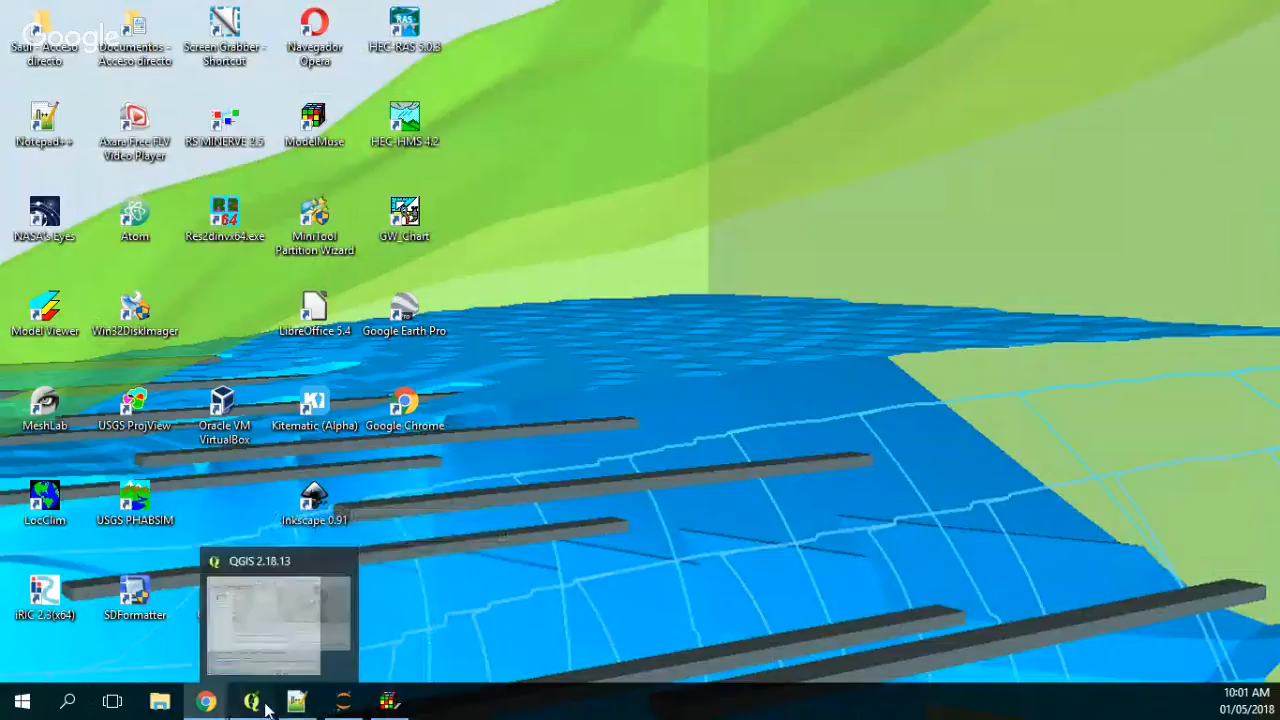 Google
Saul - Acceso
directo
Documentos -
Acceso directo
Screen Grabber -
Shortcut
Navegador
Opera
HEC-RAS 5.0.3
Notepad++
Axara Free FLV
Video Player
RS MINERVE 2.5
ModelMuse
HEC-HMS 4.2
NASA's Eyes
Atom
Res2dinvx64.exe
MiniTool
Partition Wizard
GW_Chart
Model Viewer
Win32DiskImager
LibreOffice 5.4
Google Earth Pro
MeshLab
USGS ProjView
Oracle VM
VirtualBox
Kitematic (Alpha)
Google Chrome
LocClim
USGS PHABSIM
Inkscape 0.91
QGIS 2.18.13
iRIC 2.3(x64)
SDFormatter
10:01 AM
01/05/2018